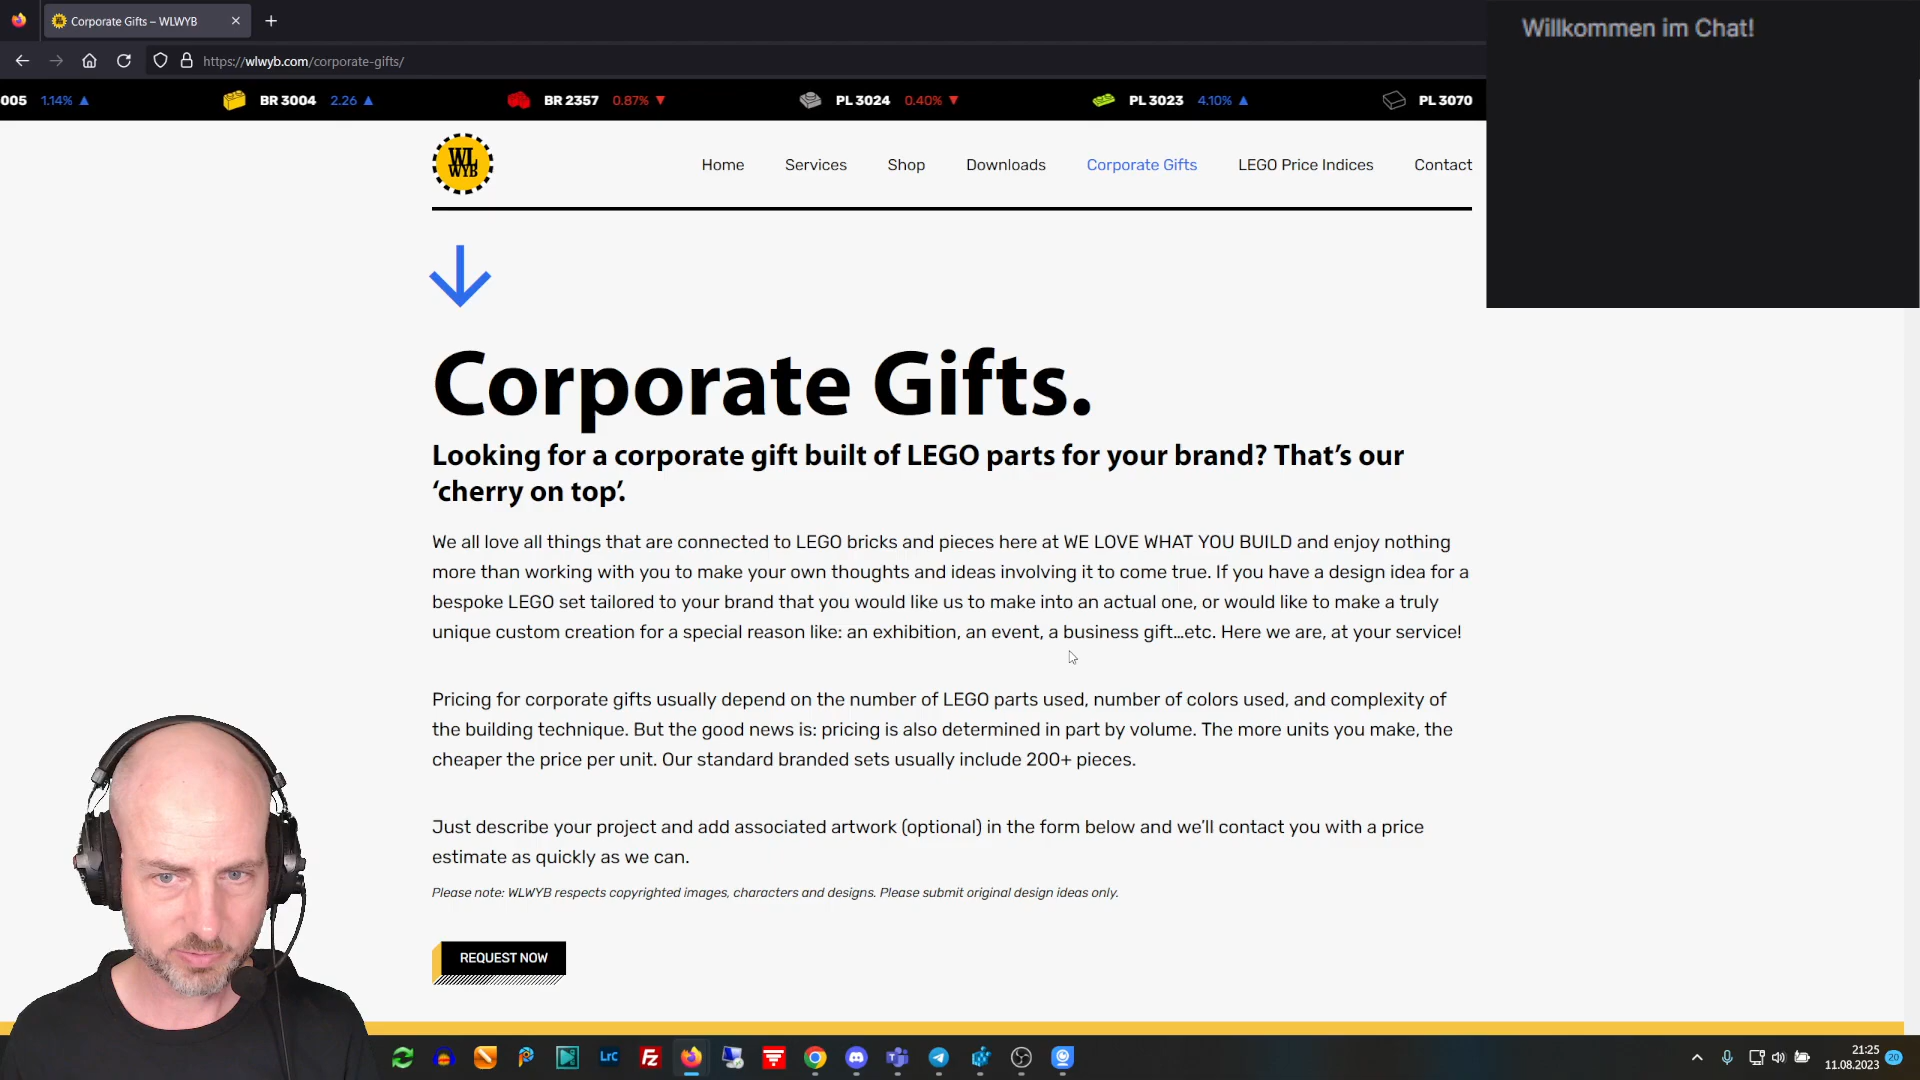 Corporate Gifts – WLWYB
Willkommen im Chat!
https://wlwyb.com/corporate-gifts/
005 1.14% ▲ BR 3004 2.26 ▲ BR 2357 0.87% ▼ PL 3024 0.40% ▼ PL 3023 4.10% ▲ PL 3070
WL
WYB
Home Services Shop Downloads Corporate Gifts LEGO Price Indices Contact
Corporate Gifts.
Looking for a corporate gift built of LEGO parts for your brand? That’s our
‘cherry on top’.
We all love all things that are connected to LEGO bricks and pieces here at WE LOVE WHAT YOU BUILD and enjoy nothing
more than working with you to make your own thoughts and ideas involving it to come true. If you have a design idea for a
bespoke LEGO set tailored to your brand that you would like us to make into an actual one, or would like to make a truly
unique custom creation for a special reason like: an exhibition, an event, a business gift…etc. Here we are, at your service!
Pricing for corporate gifts usually depend on the number of LEGO parts used, number of colors used, and complexity of
the building technique. But the good news is: pricing is also determined in part by volume. The more units you make, the
cheaper the price per unit. Our standard branded sets usually include 200+ pieces.
Just describe your project and add associated artwork (optional) in the form below and we’ll contact you with a price
estimate as quickly as we can.
Please note: WLWYB respects copyrighted images, characters and designs. Please submit original design ideas only.
REQUEST NOW
LrC
Fz
21:25
11.08.2023
20